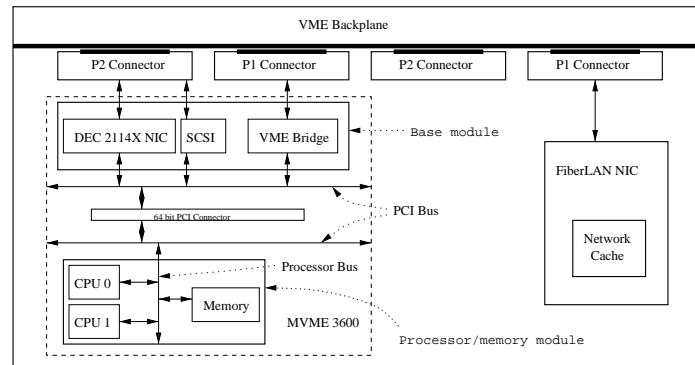 VME Backplane
P2 Connector
P1 Connector
P2 Connector
P1 Connector
DEC 2114X NIC
SCSI
VME Bridge
Base module
FiberLAN NIC
PCI Bus
64 bit PCI Connector
Network
Cache
Processor Bus
CPU 0
Memory
CPU 1
MVME 3600
Processor/memory module